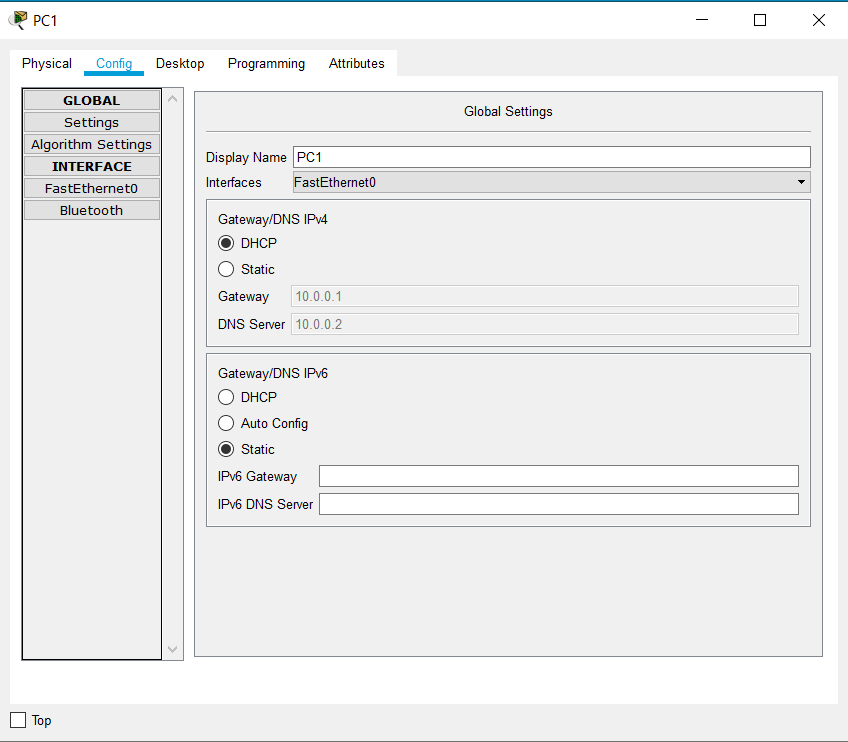 PC1
Physical Config Desktop Programming Attributes
GLOBAL
Settings
Algorithm Settings
INTERFACE
FastEthernet0
Bluetooth
Global Settings
Display Name PC1
Interfaces FastEthernet0
Gateway/DNS IPv4
DHCP
Static
Gateway 10.0.0.1
DNS Server 10.0.0.2
Gateway/DNS IPv6
DHCP
Auto Config
Static
IPv6 Gateway
IPv6 DNS Server
Top